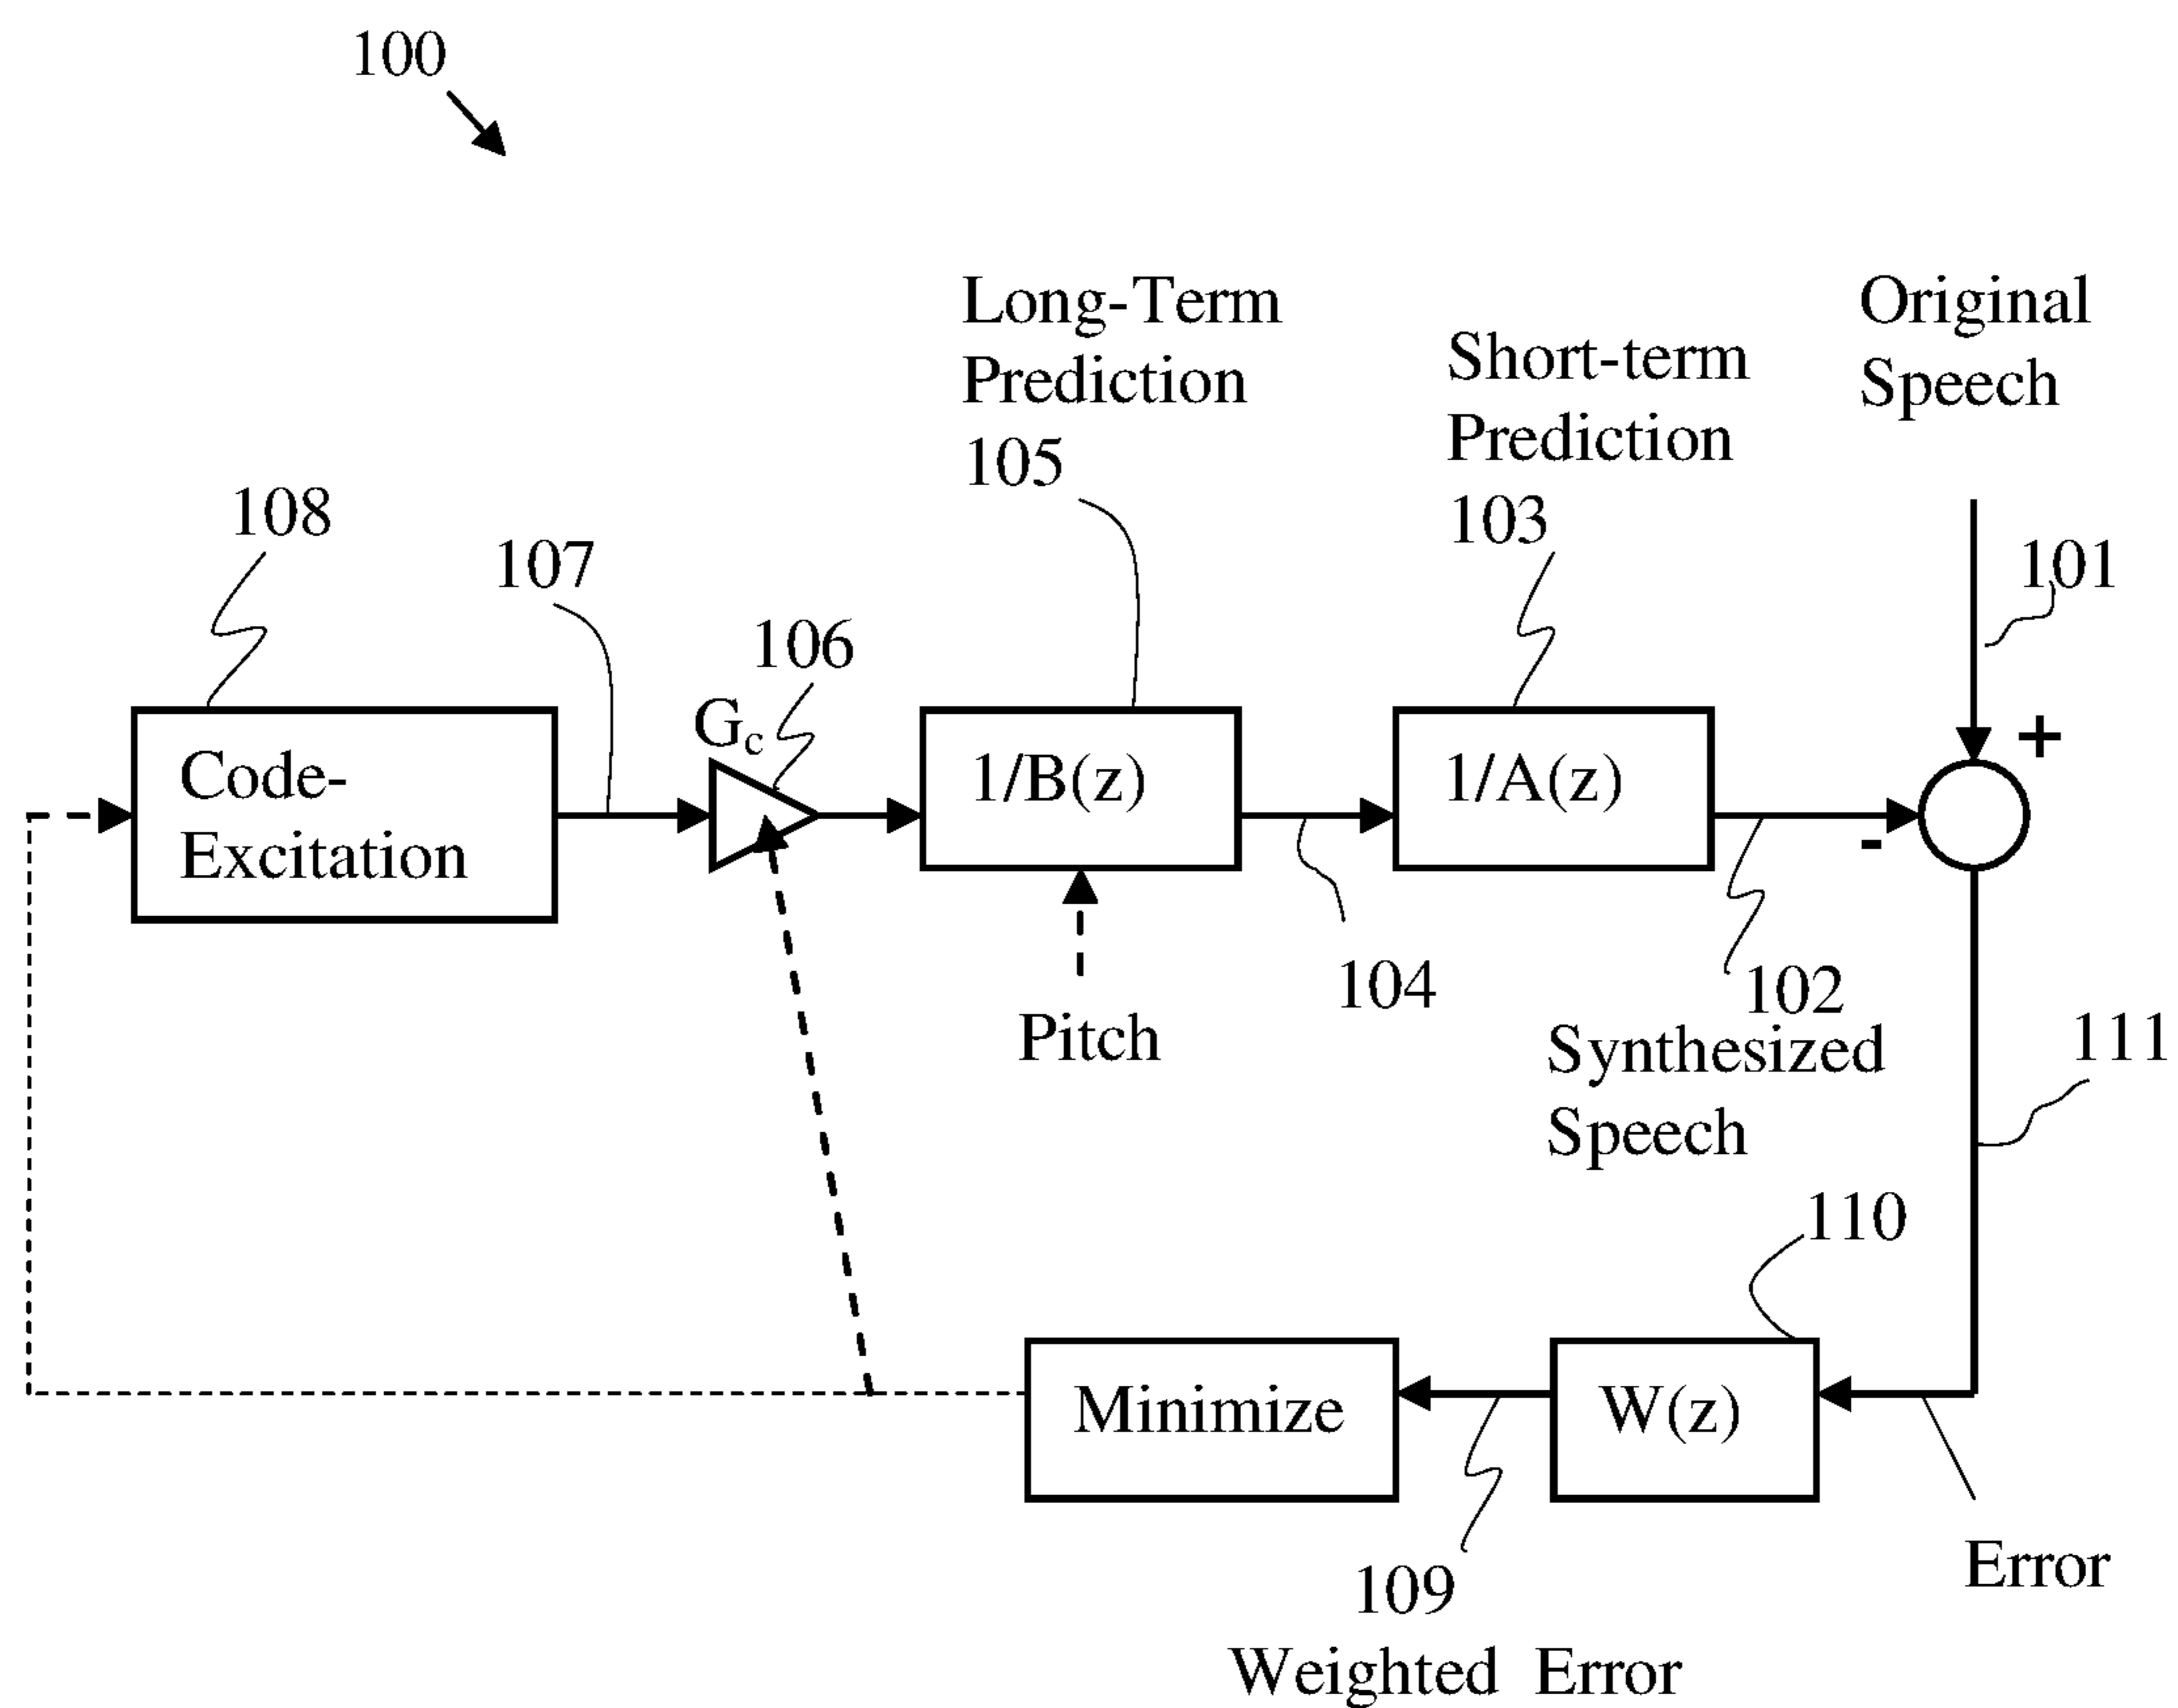 100
Long-Term
Prediction
105
Short-term
Prediction
103
Original
Speech
101
108
107
106
Gc
Code-
Excitation
1/B(z)
1/A(z)
+
-
Pitch
104
102
Synthesized
Speech
111
110
Minimize
W(z)
109
Weighted Error
Error